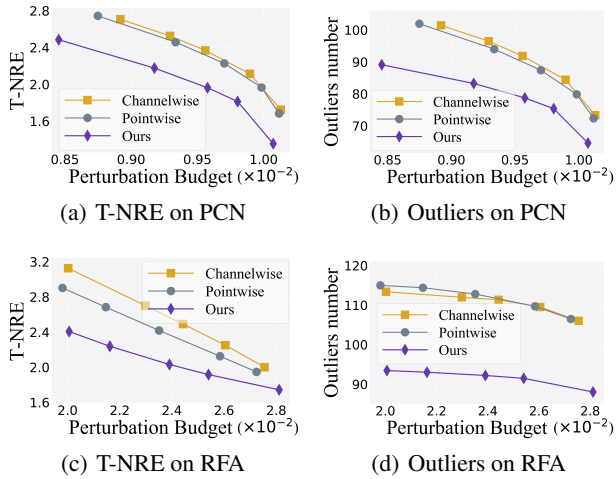 2.8
2.4
2.0
1.6
T-NRE
Channelwise
Pointwise
Ours
0.85 0.90 0.95 1.00
Perturbation Budget (×10⁻²)
(a) T-NRE on PCN
100
90
80
70
Outliers number
Channelwise
Pointwise
Ours
0.85 0.90 0.95 1.00
Perturbation Budget (×10⁻²)
(b) Outliers on PCN
3.2
2.8
2.4
2.0
1.6
T-NRE
Channelwise
Pointwise
Ours
2.0 2.2 2.4 2.6 2.8
Perturbation Budget (×10⁻²)
(c) T-NRE on RFA
120
110
100
90
Outliers number
Channelwise
Pointwise
Ours
2.0 2.2 2.4 2.6 2.8
Perturbation Budget (×10⁻²)
(d) Outliers on RFA